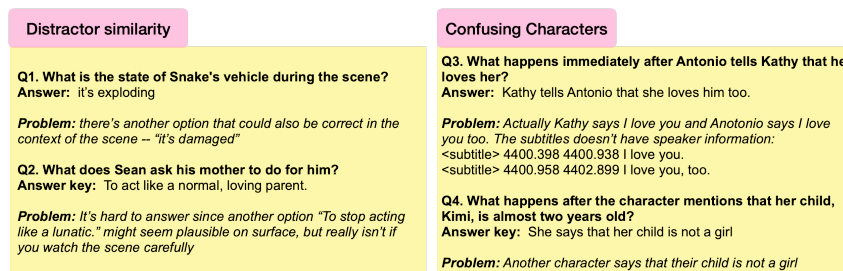 Distractor similarity
Q1. What is the state of Snake's vehicle during the scene?
Answer: it's exploding
Problem: there's another option that could also be correct in the
context of the scene -- “it's damaged”
Q2. What does Sean ask his mother to do for him?
Answer key: To act like a normal, loving parent.
Problem: It's hard to answer since another option “To stop acting
like a lunatic.” might seem plausible on surface, but really isn't if
you watch the scene carefully
Confusing Characters
Q3. What happens immediately after Antonio tells Kathy that he
loves her?
Answer: Kathy tells Antonio that she loves him too.
Problem: Actually Kathy says I love you and Anotonio says I love
you too. The subtitles doesn't have speaker information:
<subtitle> 4400.398 4400.938 I love you.
<subtitle> 4400.958 4402.899 I love you, too.
Q4. What happens after the character mentions that her child,
Kimi, is almost two years old?
Answer key: She says that her child is not a girl
Problem: Another character says that their child is not a girl